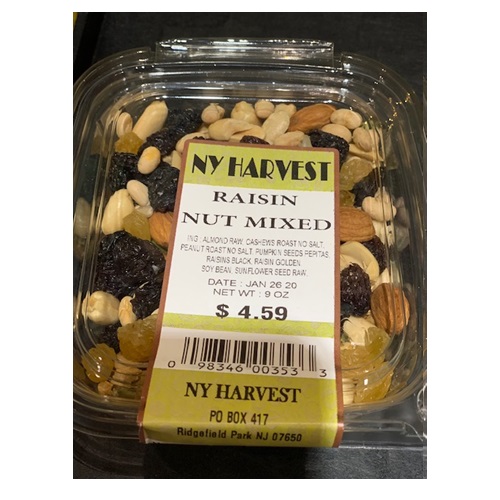 NY HARVEST
RAISIN
NUT MIXED
ING : ALMOND RAW, CASHEWS ROAST NO SALT,
PEANUT ROAST NO SALT, PUMPKIN SEEDS PEPITAS,
RAISINS BLACK, RAISIN GOLDEN,
SOY BEAN, SUNFLOWER SEED RAW
DATE : JAN 26 20
NET WT : 9 OZ
$ 4.59
0 98346 00353 3
NY HARVEST
PO BOX 417
Ridgefield Park NJ 07650